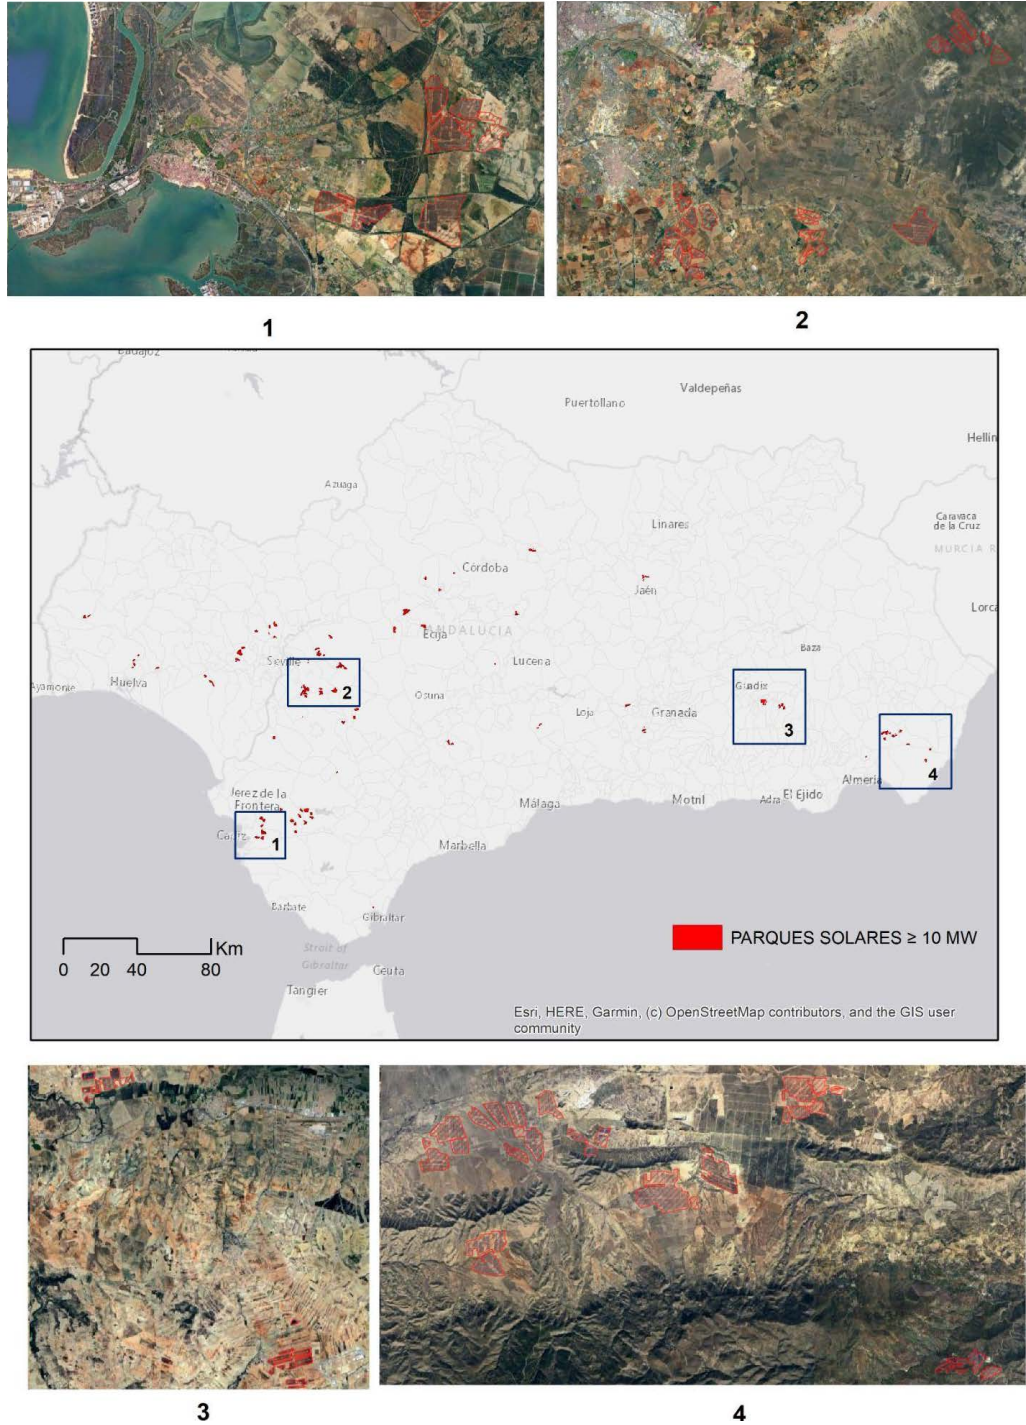 1
2
Badajoz
Valdepeñas
Puertollano
Hellín
Azuaga
Caravaca
de la Cruz
Linares
MURCIA R
Córdoba
Jaén
Lorca
Ecija
ANDALUCIA
Baza
Seville
Lucena
Ayamonte
Huelva
2
Osuna
Guadix
Loja
Granada
3
4
Almería
Jerez de la
Frontera
Málaga
Motril
Adra
El Ejido
Cádiz
1
Marbella
Barbate
Gibraltar
PARQUES SOLARES ≥ 10 MW
Strait of
Gibraltar
Km
0 20 40 80
Ceuta
Tangier
Esri, HERE, Garmin, (c) OpenStreetMap contributors, and the GIS user
community
3
4